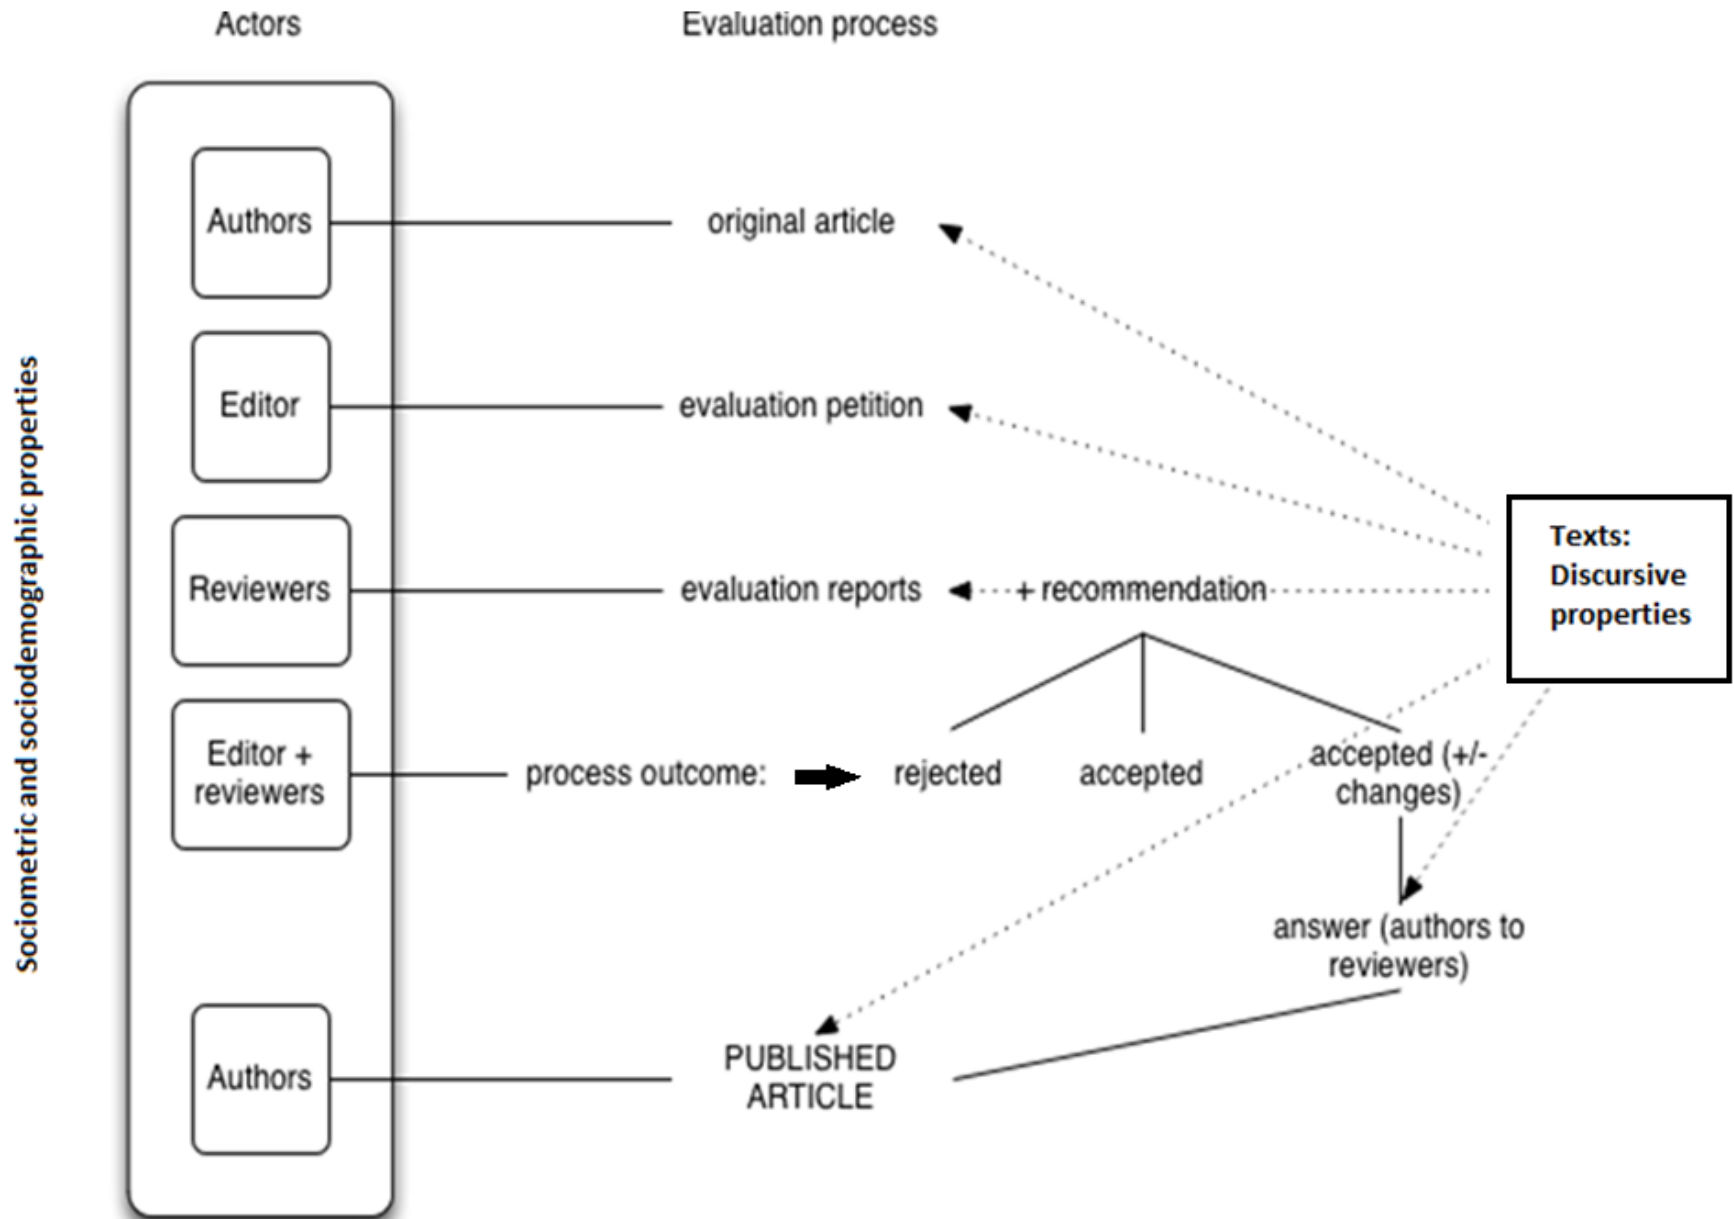 Actors
Evaluation process
Sociometric and sociodemographic properties
Authors
original article
Editor
evaluation petition
Reviewers
evaluation reports
+ recommendation
Texts:
Discursive
properties
Editor +
reviewers
process outcome:
rejected
accepted
accepted (+/-
changes)
answer (authors to
reviewers)
Authors
PUBLISHED
ARTICLE